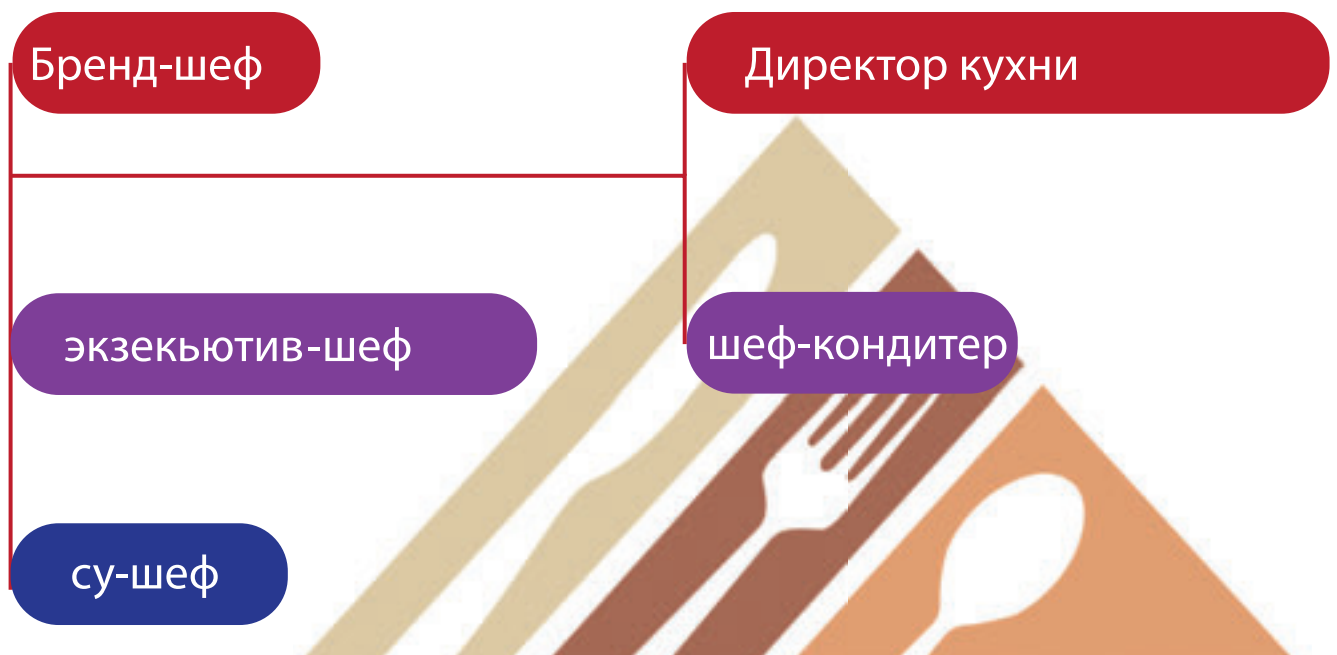 Бренд-шеф
Директор кухни
экзекьютив-шеф
шеф-кондитер
су-шеф